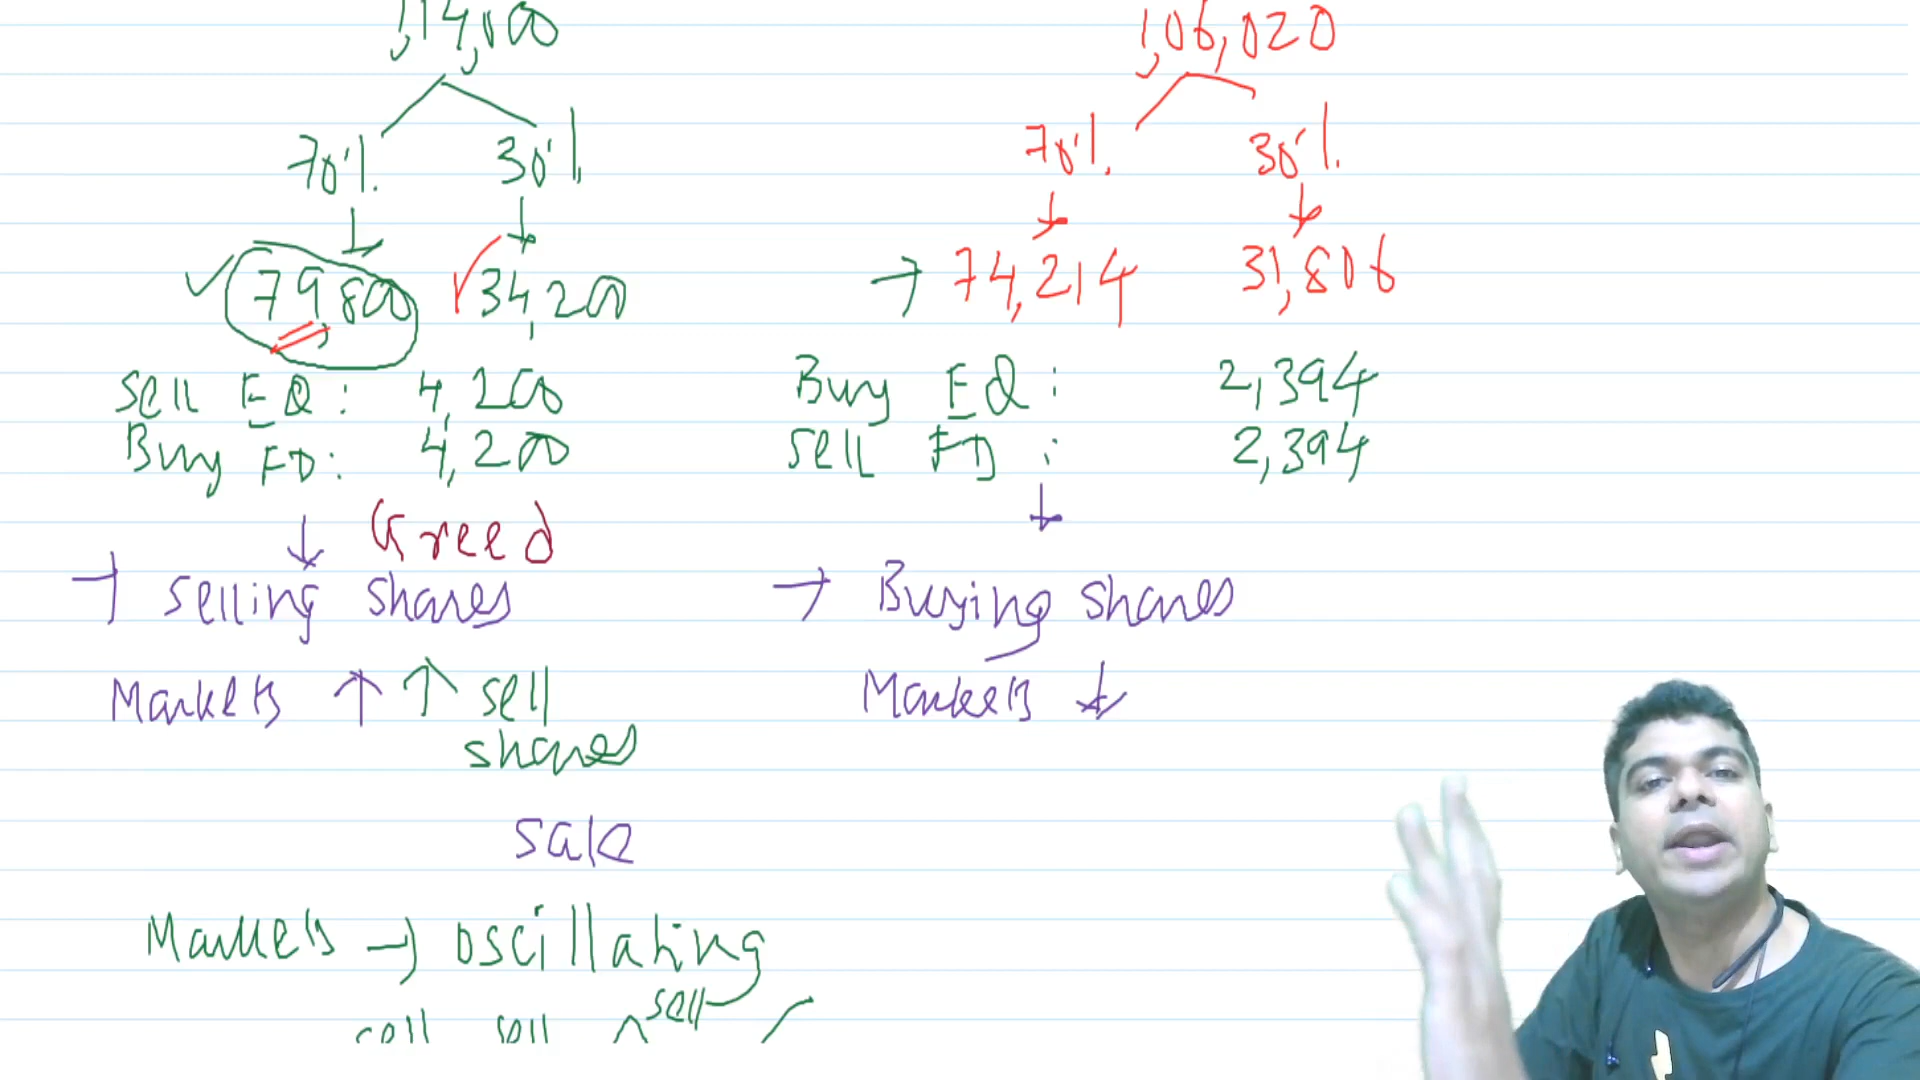 1,14,000
70%. 30%
79,800 34,200
Sell EQ: 4,200
Buy FD: 4,200
Greed
→ Selling shares
Markets ↑ ↑ sell
shares
sale
Markets → oscillating
sell sell sell
1,06,020
70%. 30%.
→ 74,214 31,806
Buy EQ: 2,394
Sell FD: 2,394
→ Buying shares
Markets ↓